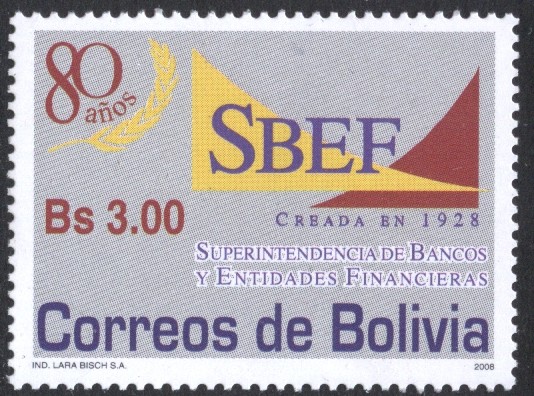 80
años
SBEF
CREADA EN 1928
Bs 3.00
SUPERINTENDENCIA DE BANCOS
Y ENTIDADES FINANCIERAS
Correos de Bolivia
IND. LARA BISCH S.A.
2008